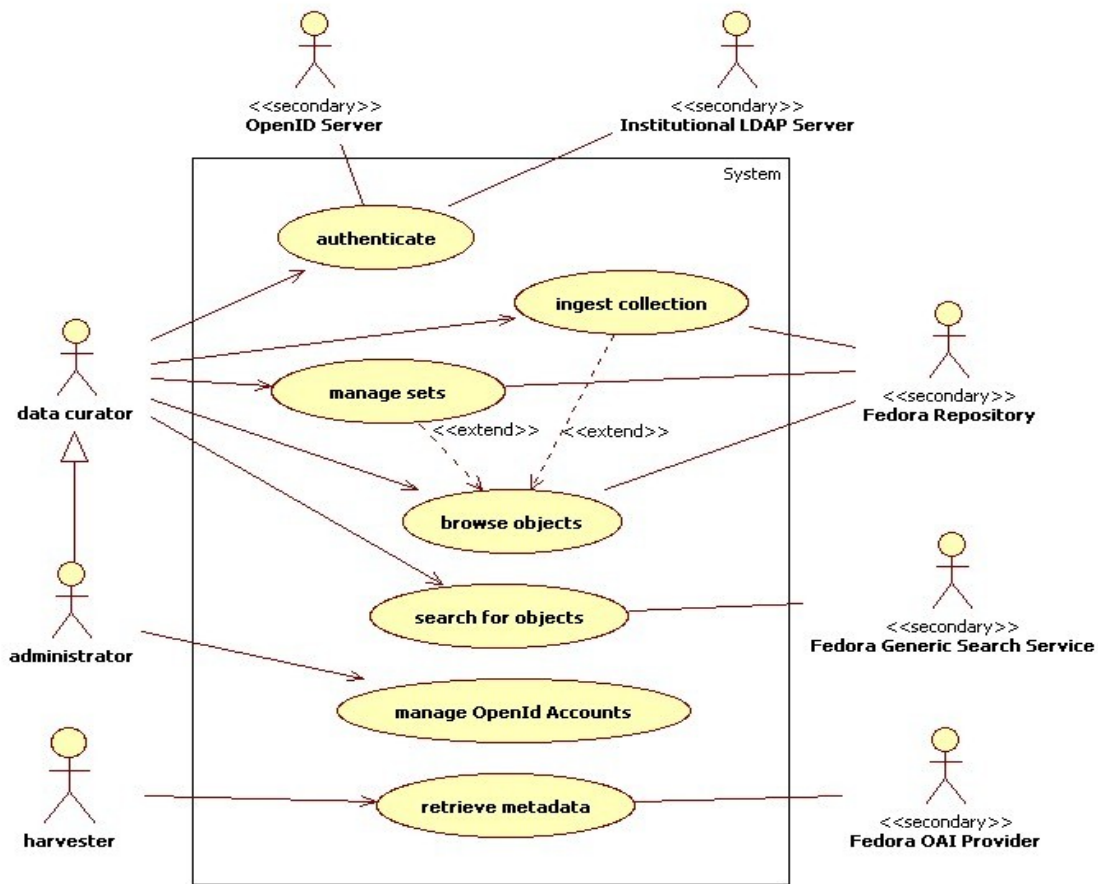 <<secondary>>
OpenID Server
<<secondary>>
Institutional LDAP Server
System
authenticate
ingest collection
data curator
manage sets
<<secondary>>
Fedora Repository
<<extend>>
<<extend>>
browse objects
administrator
search for objects
<<secondary>>
Fedora Generic Search Service
manage OpenId Accounts
harvester
retrieve metadata
<<secondary>>
Fedora OAI Provider